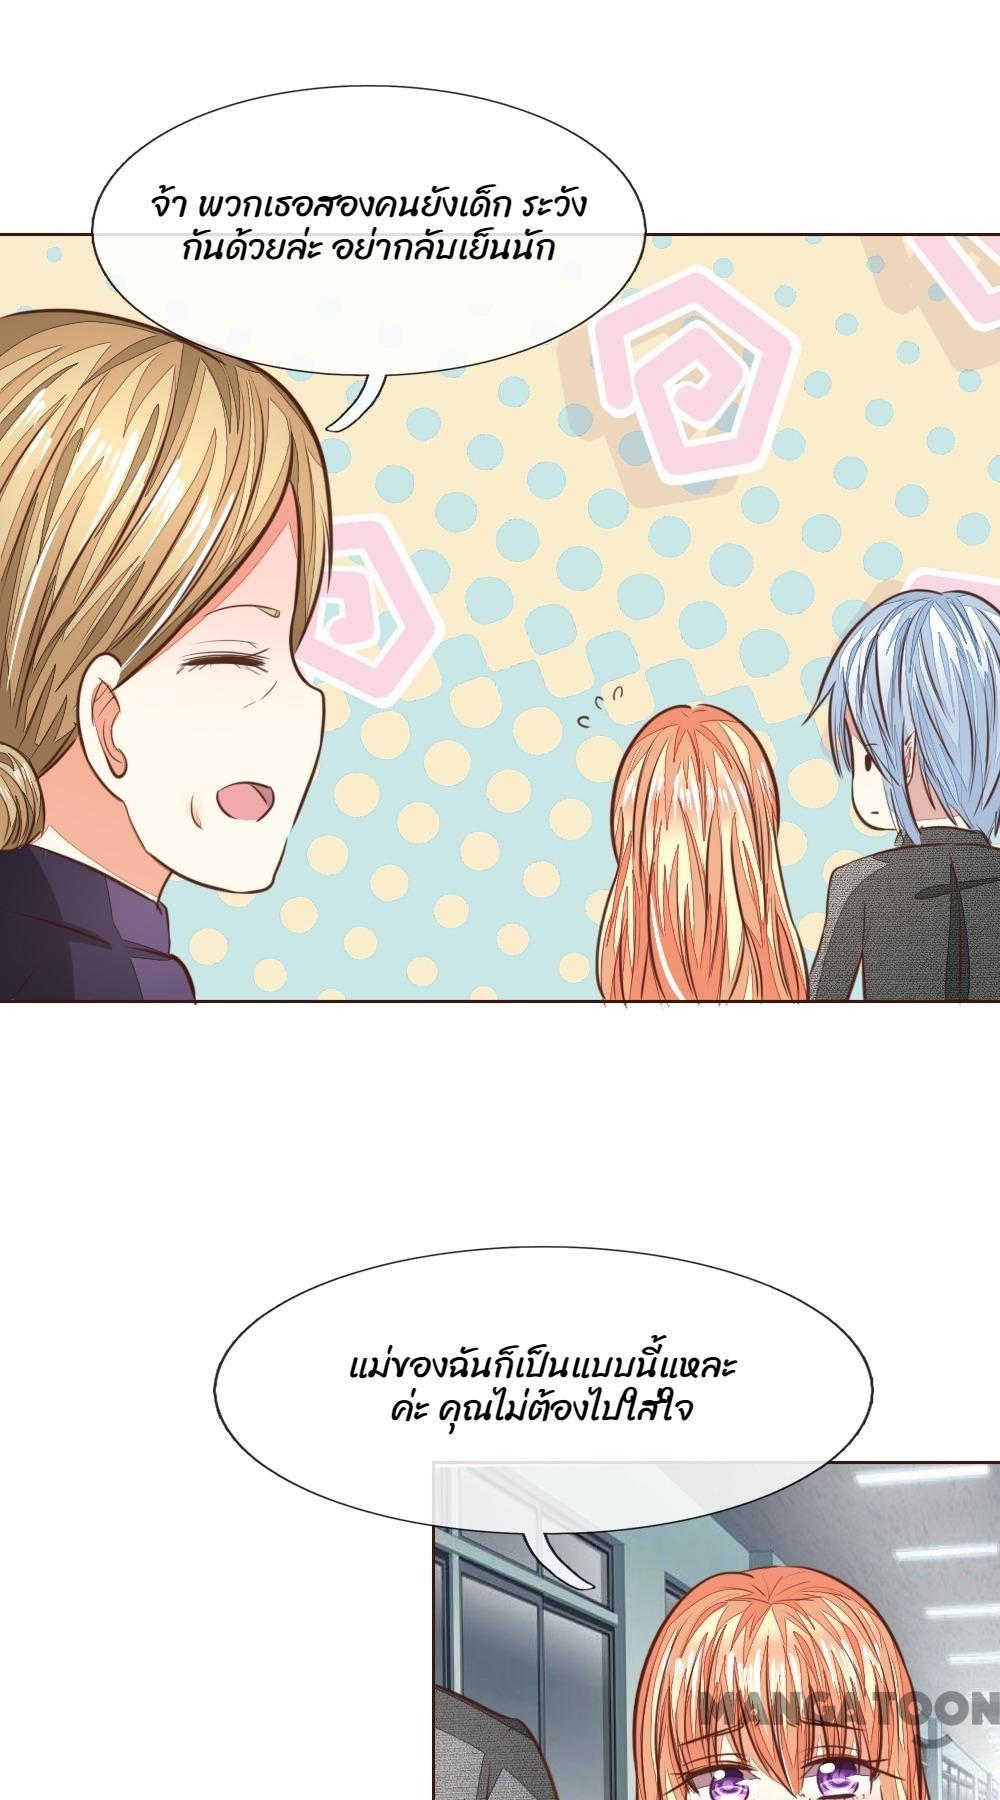 จ้า พวกเธอสองคนยังเด็ก ระวัง
กันด้วยล่ะ อย่ากลับเย็นนัก
แม่ของฉันก็เป็นแบบนี้แหละ
ค่ะ คุณไม่ต้องไปใส่ใจ
MANGATOON